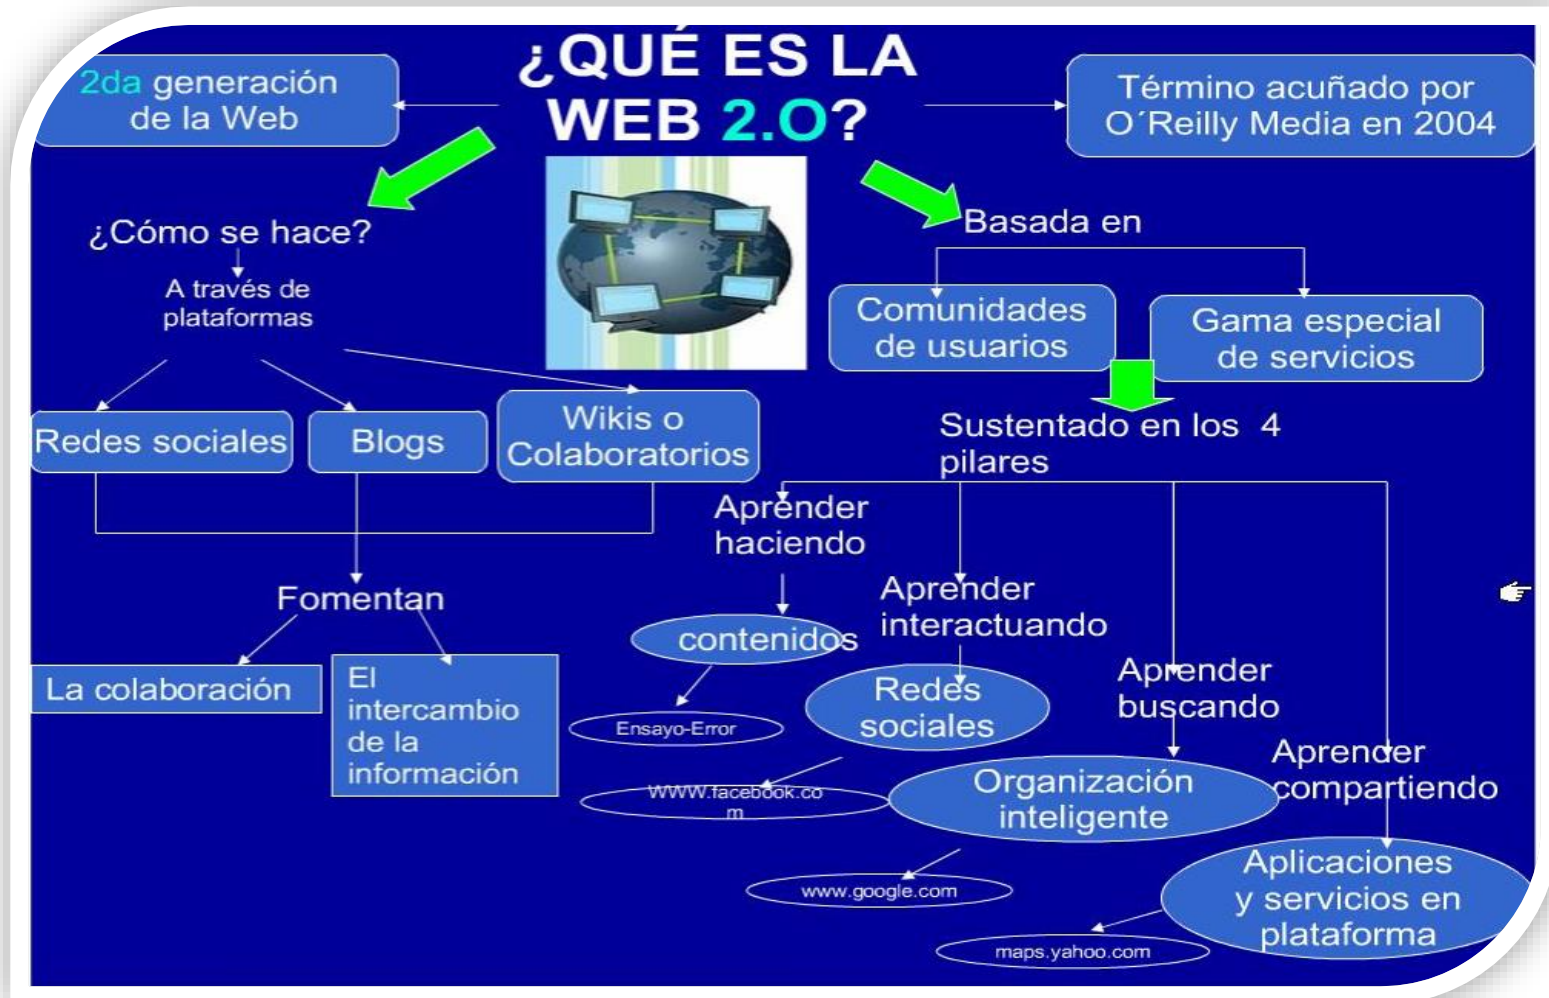 ¿QUÉ ES LA
WEB 2.O?
2da generación
de la Web
Término acuñado por
O´Reilly Media en 2004
¿Cómo se hace?
A través de
plataformas
Redes sociales
Blogs
Wikis o
Colaboratorios
Fomentan
La colaboración
El
intercambio
de la
información
Basada en
Comunidades
de usuarios
Gama especial
de servicios
Sustentado en los 4
pilares
Aprender
haciendo
contenidos
Ensayo-Error
Aprender
interactuando
Redes
sociales
WWW.facebook.co
m
Aprender
buscando
Organización
inteligente
www.google.com
Aprender
compartiendo
Aplicaciones
y servicios en
plataforma
maps.yahoo.com